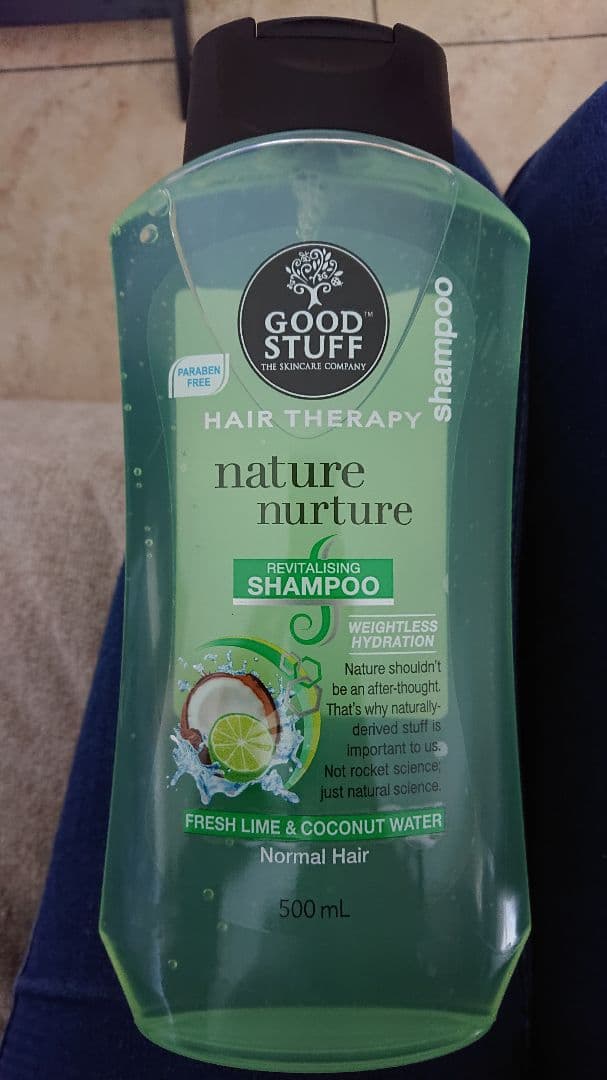 GOOD
STUFF™
THE SKINCARE COMPANY
PARABEN
FREE
shampoo
HAIR THERAPY
nature
nurture
REVITALISING
SHAMPOO
WEIGHTLESS
HYDRATION
Nature shouldn't
be an after-thought.
That's why naturally-
derived stuff is
important to us.
Not rocket science;
just natural science.
FRESH LIME & COCONUT WATER
Normal Hair
500 mL